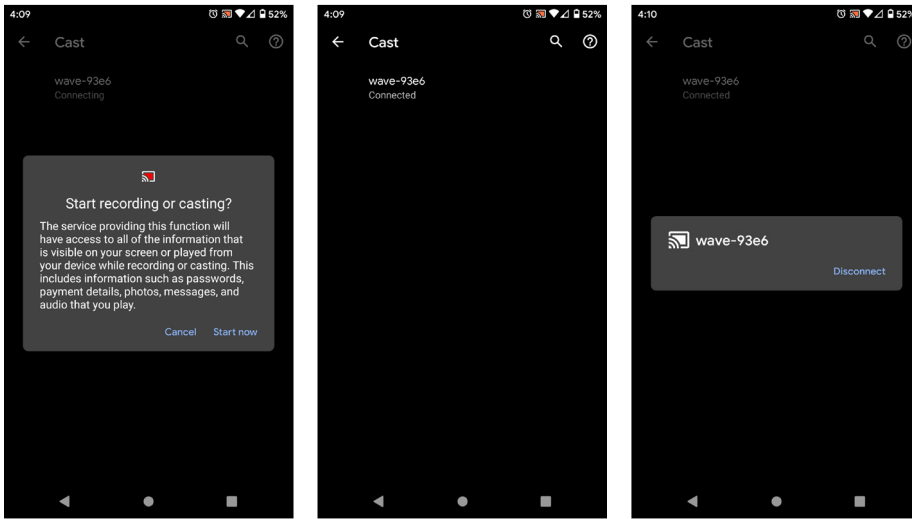 4:09
52%
Cast
wave-93e6
Connecting
Start recording or casting?
The service providing this function will
have access to all of the information that
is visible on your screen or played from
your device while recording or casting. This
includes information such as passwords,
payment details, photos, messages, and
audio that you play.
Cancel Start now
4:09
52%
Cast
wave-93e6
Connected
4:10
52%
Cast
wave-93e6
Connected
wave-93e6
Disconnect